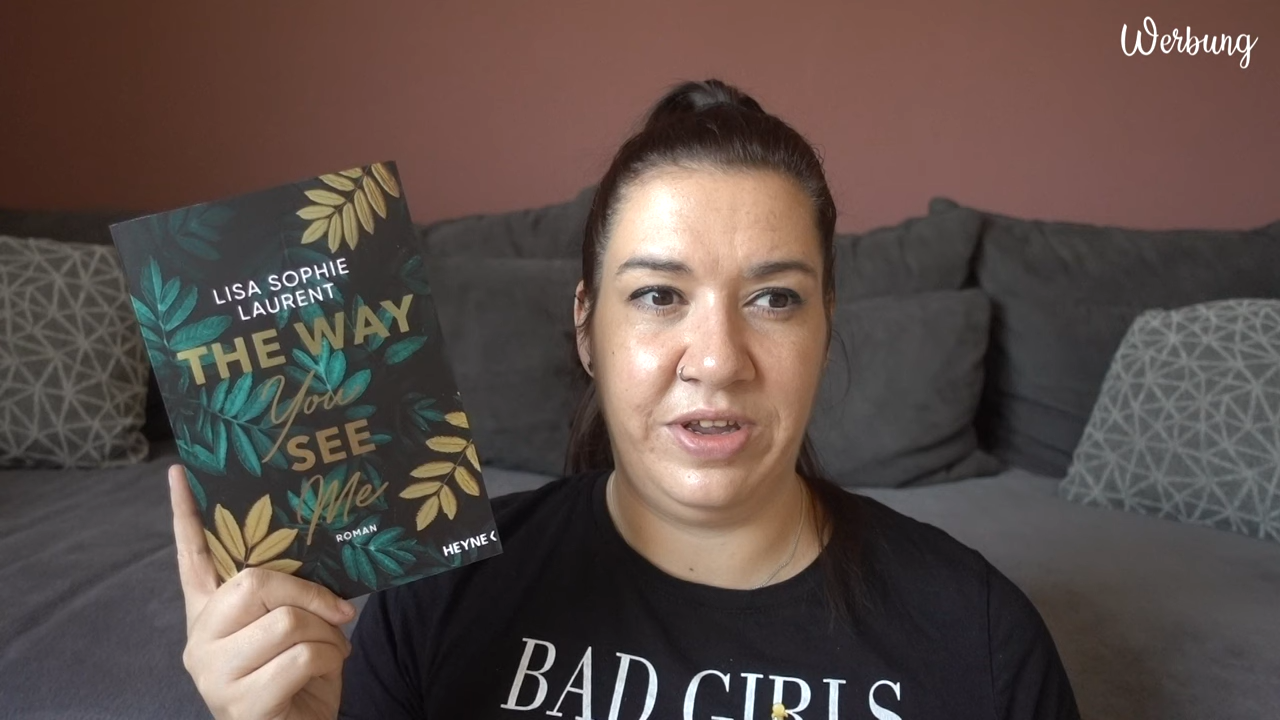 Werbung
LISA SOPHIE
LAURENT
THE WAY
You
SEE
Me
ROMAN
HEYNE<
BAD GIRLS